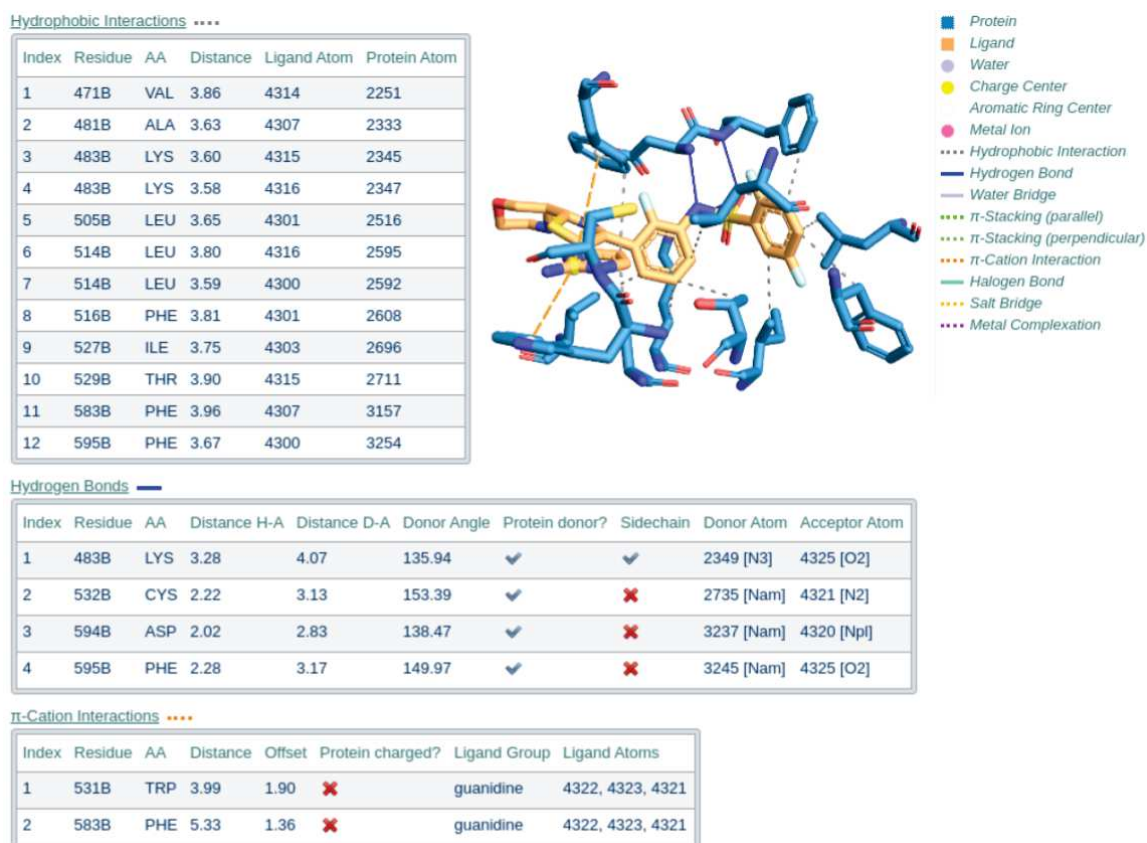 Hydrophobic Interactions
Index Residue AA Distance Ligand Atom Protein Atom
1 471B VAL 3.86 4314 2251
2 481B ALA 3.63 4307 2333
3 483B LYS 3.60 4315 2345
4 483B LYS 3.58 4316 2347
5 505B LEU 3.65 4301 2516
6 514B LEU 3.80 4316 2595
7 514B LEU 3.59 4300 2592
8 516B PHE 3.81 4301 2608
9 527B ILE 3.75 4303 2696
10 529B THR 3.90 4315 2711
11 583B PHE 3.96 4307 3157
12 595B PHE 3.67 4300 3254
Protein
Ligand
Water
Charge Center
Aromatic Ring Center
Metal Ion
Hydrophobic Interaction
Hydrogen Bond
Water Bridge
π-Stacking (parallel)
π-Stacking (perpendicular)
π-Cation Interaction
Halogen Bond
Salt Bridge
Metal Complexation
Hydrogen Bonds
Index Residue AA Distance H-A Distance D-A Donor Angle Protein donor? Sidechain Donor Atom Acceptor Atom
1 483B LYS 3.28 4.07 135.94 ✔ ✔ 2349 [N3] 4325 [O2]
2 532B CYS 2.22 3.13 153.39 ✔ ✖ 2735 [Nam] 4321 [N2]
3 594B ASP 2.02 2.83 138.47 ✔ ✖ 3237 [Nam] 4320 [Npl]
4 595B PHE 2.28 3.17 149.97 ✔ ✖ 3245 [Nam] 4325 [O2]
π-Cation Interactions
Index Residue AA Distance Offset Protein charged? Ligand Group Ligand Atoms
1 531B TRP 3.99 1.90 ✖ guanidine 4322, 4323, 4321
2 583B PHE 5.33 1.36 ✖ guanidine 4322, 4323, 4321